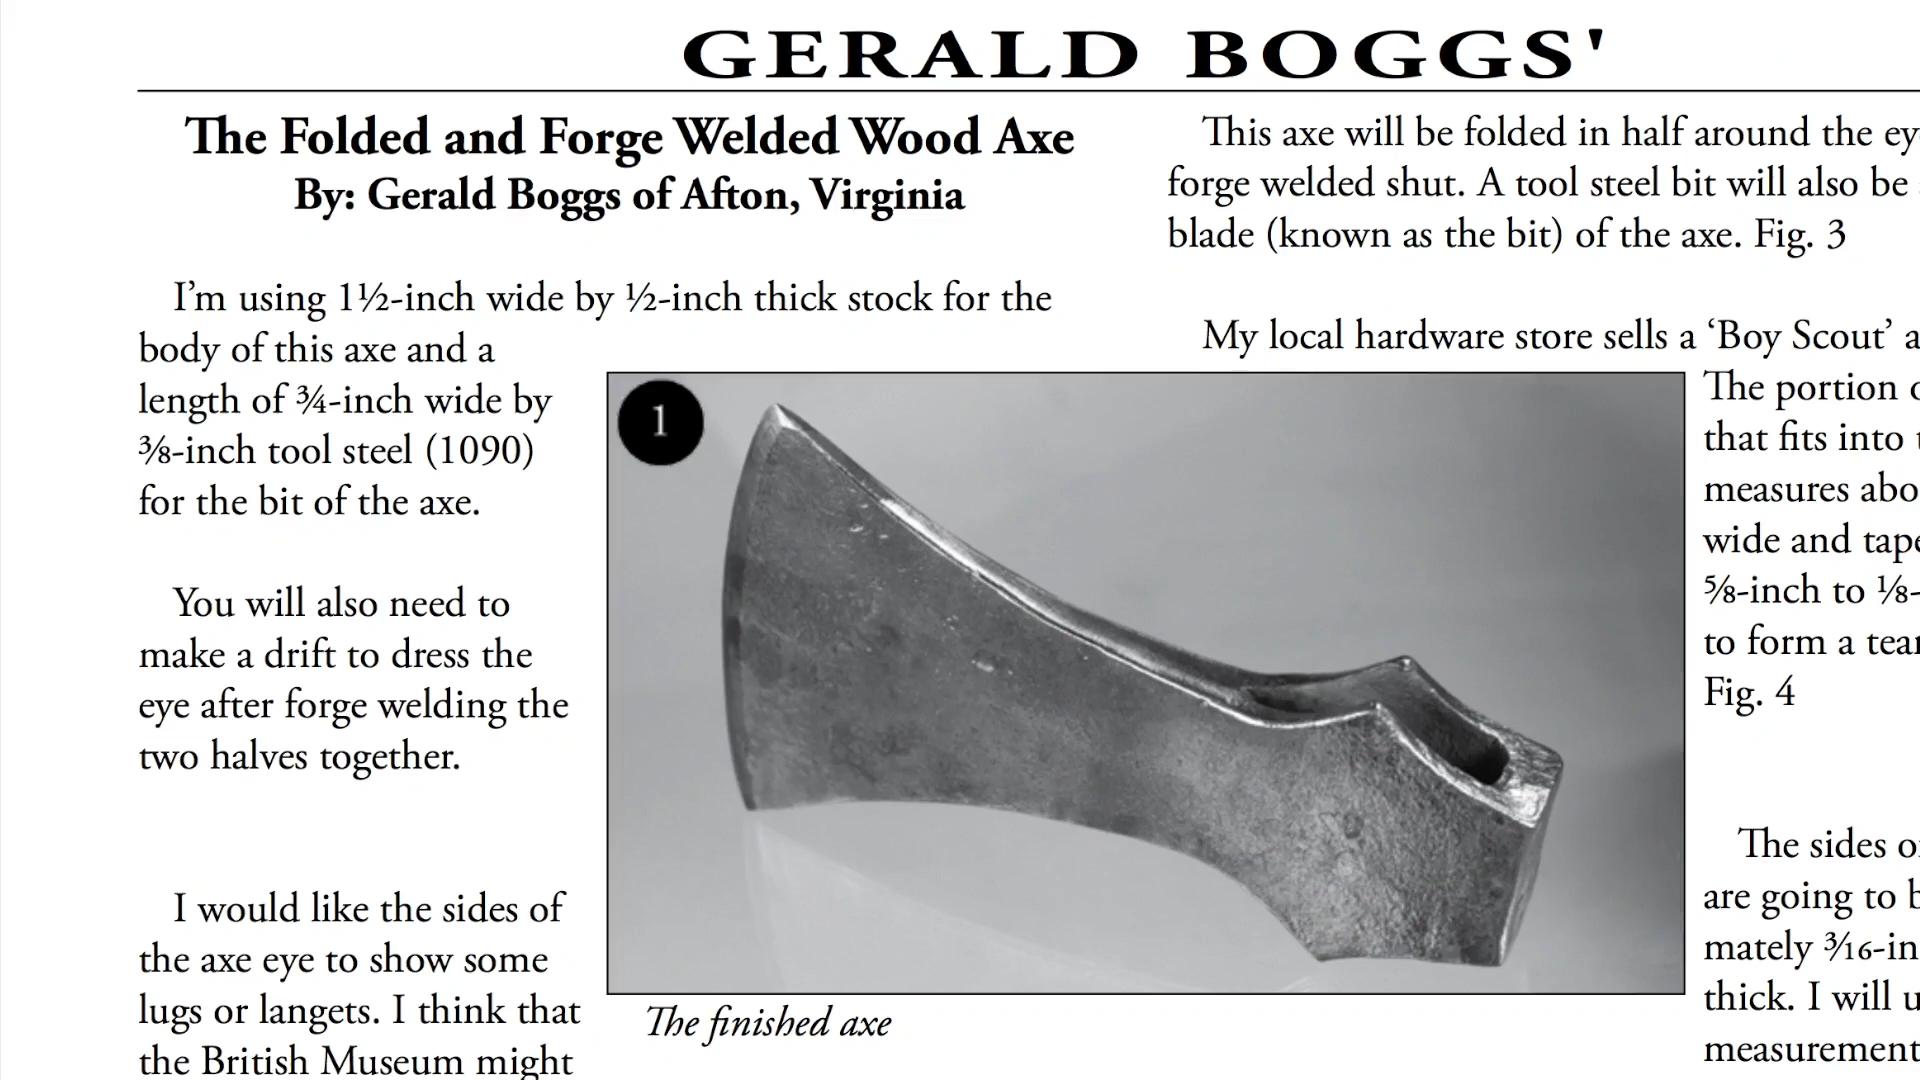 GERALD BOGGS'
The Folded and Forge Welded Wood Axe
By: Gerald Boggs of Afton, Virginia
I’m using 1½-inch wide by ½-inch thick stock for the
body of this axe and a
length of ¾-inch wide by
⅜-inch tool steel (1090)
for the bit of the axe.
You will also need to
make a drift to dress the
eye after forge welding the
two halves together.
I would like the sides of
the axe eye to show some
lugs or langets. I think that
the British Museum might
1
The finished axe
This axe will be folded in half around the
forge welded shut. A tool steel bit will also be
blade (known as the bit) of the axe. Fig. 3
My local hardware store sells a ‘Boy Scout’
The portion
that fits into
measures
wide and
⅝-inch to ⅛-
to form a
Fig. 4
The sides
are going to
mately 3/16-in
thick. I will
measurement